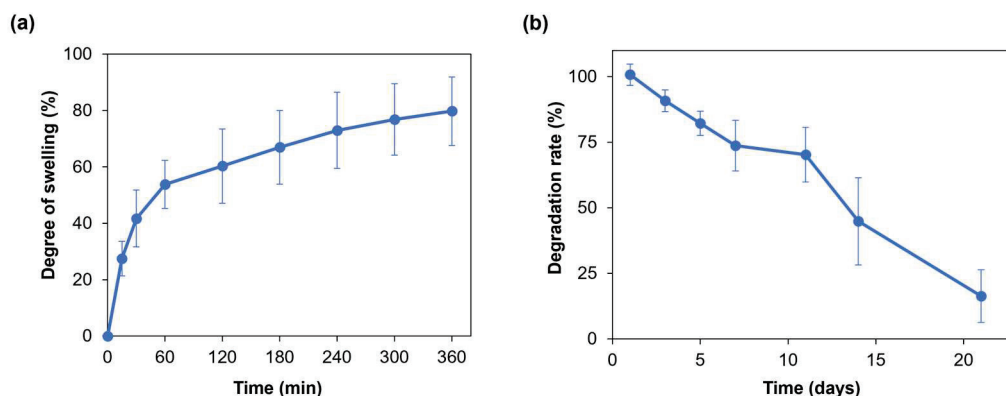 (a)
100
80
60
40
20
0
Degree of swelling (%)
0 60 120 180 240 300 360
Time (min)
(b)
100
75
50
25
0
Degradation rate (%)
0 5 10 15 20
Time (days)